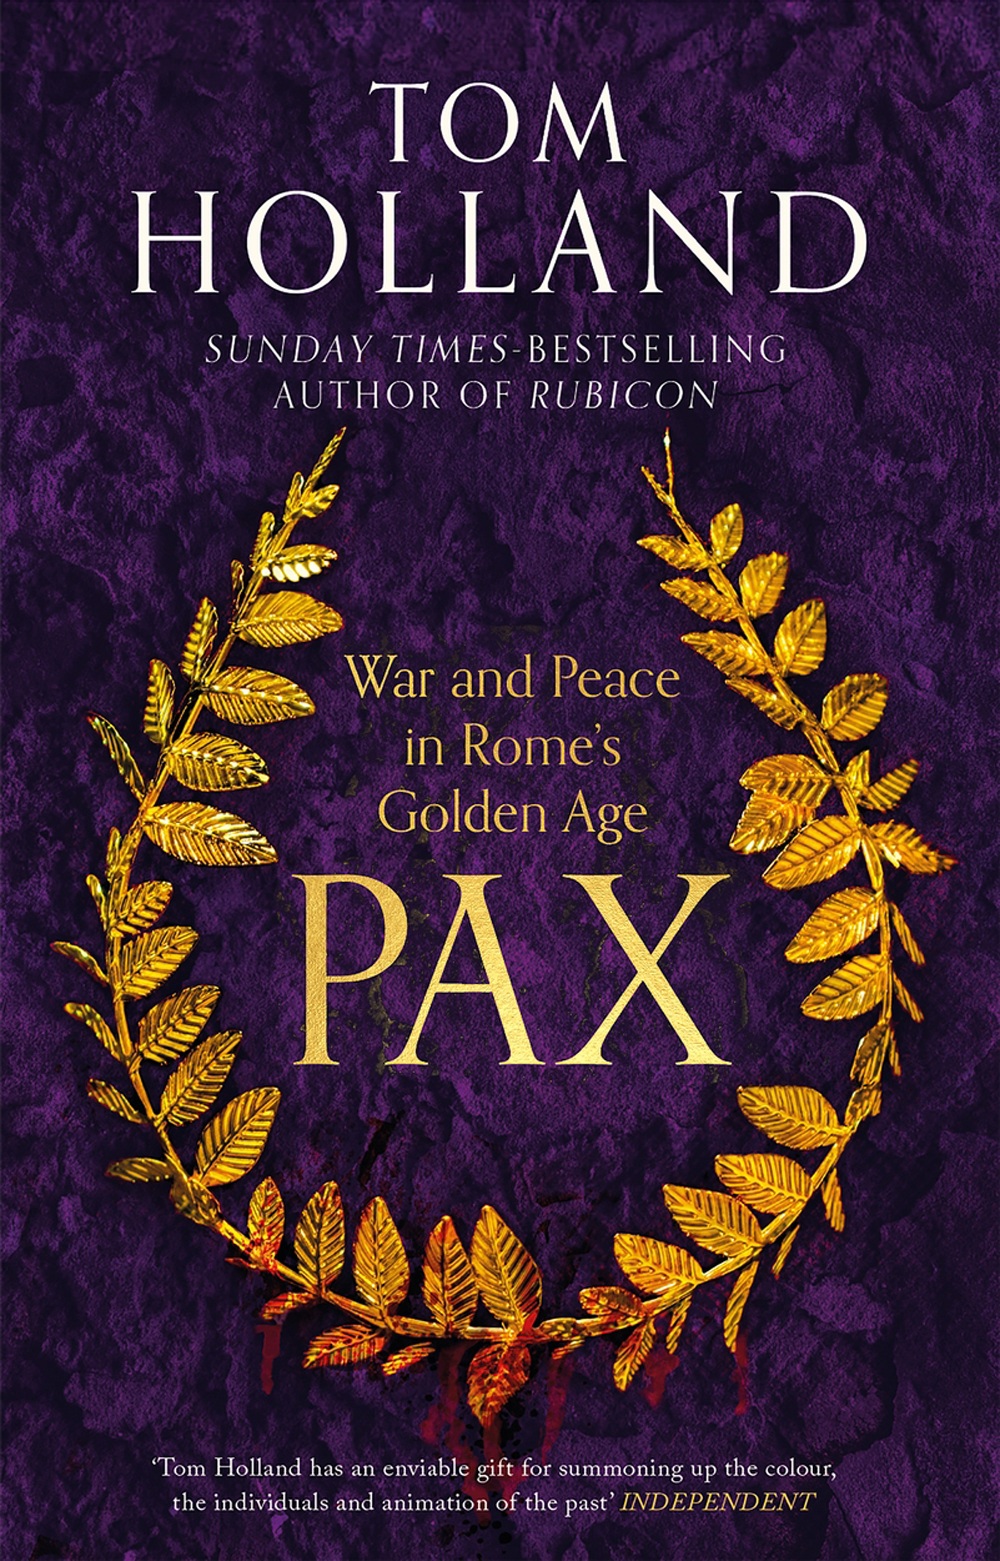 TOM
HOLLAND
SUNDAY TIMES-BESTSELLING
AUTHOR OF RUBICON
War and Peace
in Rome’s
Golden Age
PAX
‘Tom Holland has an enviable gift for summoning up the colour,
the individuals and animation of the past’ INDEPENDENT